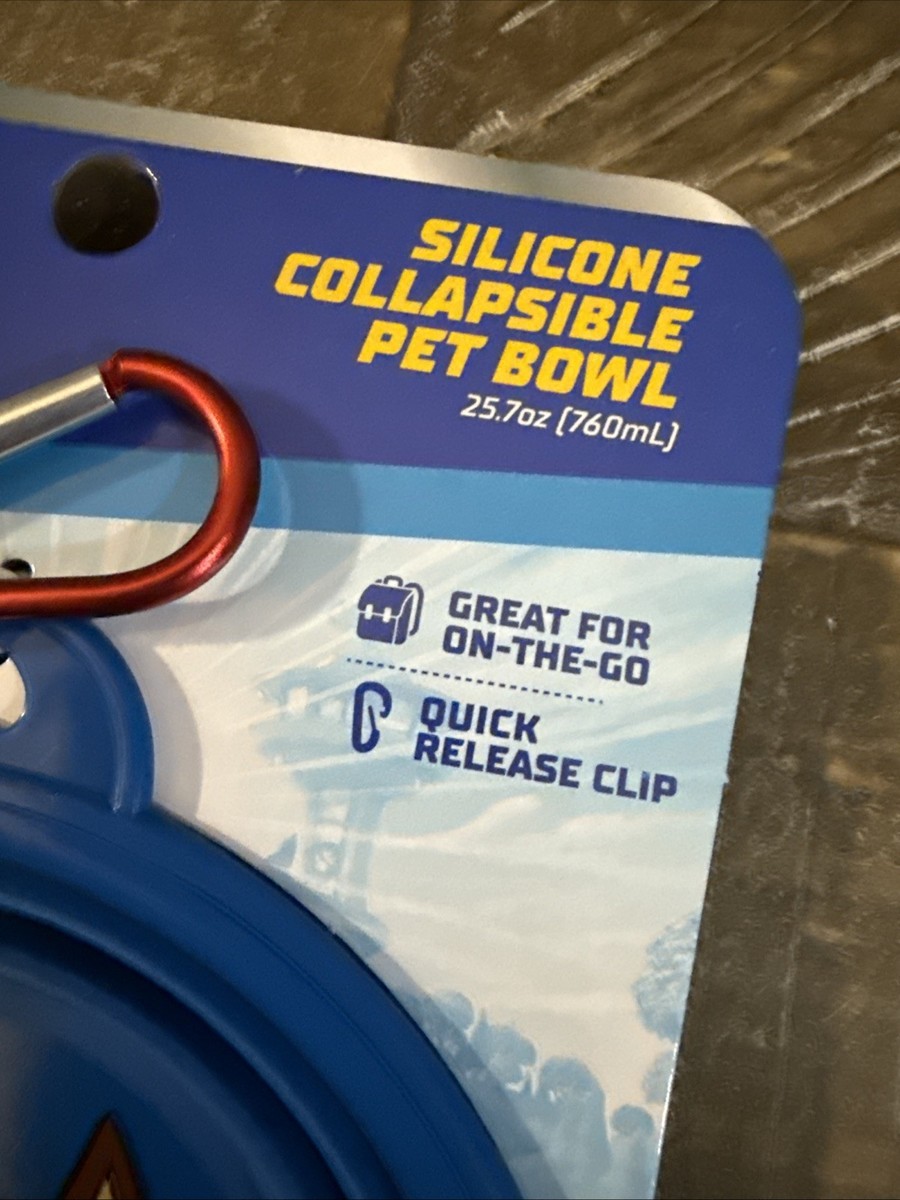 SILICONE
COLLAPSIBLE
PET BOWL
25.7oz [760mL]
GREAT FOR
ON-THE-GO
QUICK
RELEASE CLIP